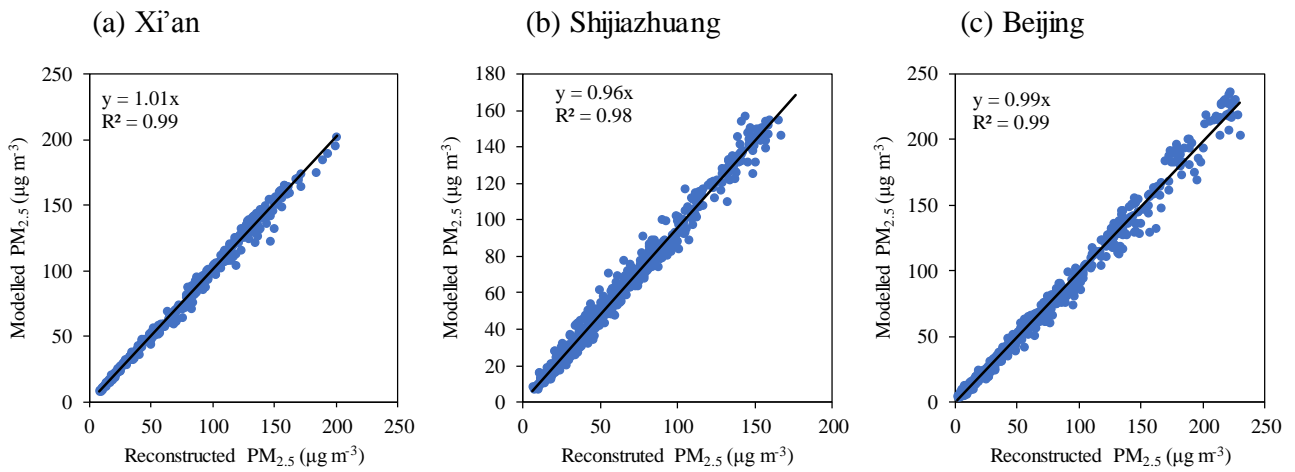 (a) Xi’an
250
200
150
100
50
0
0 50 100 150 200 250
Modelled PM2.5 (μg m-3)
Reconstructed PM2.5 (μg m-3)
y = 1.01x
R² = 0.99
(b) Shijiazhuang
180
160
140
120
100
80
60
40
20
0
0 50 100 150 200
Modelled PM2.5 (μg m-3)
Reconstruted PM2.5 (μg m-3)
y = 0.96x
R² = 0.98
(c) Beijing
250
200
150
100
50
0
0 50 100 150 200 250
Modelled PM2.5 (μg m-3)
Reconstructed PM2.5 (μg m-3)
y = 0.99x
R² = 0.99